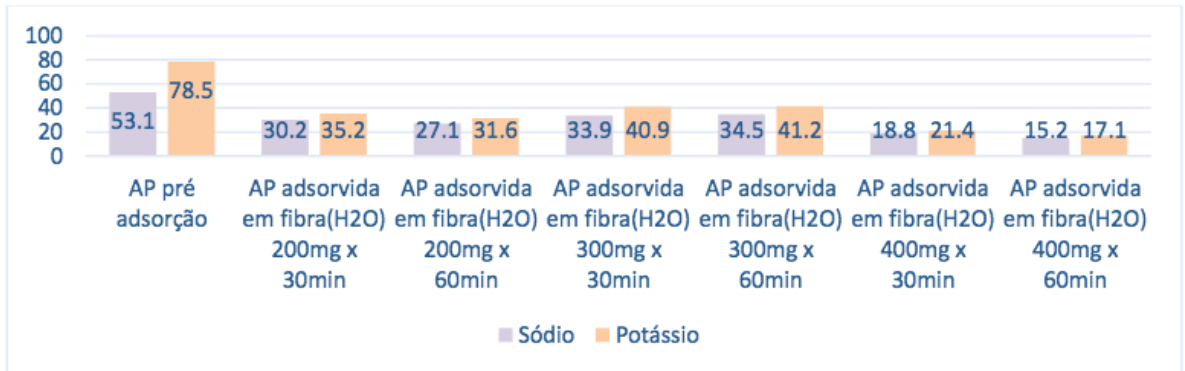 100
80
60
40
20
0
53.1 78.5 30.2 35.2 27.1 31.6 33.9 40.9 34.5 41.2 18.8 21.4 15.2 17.1
AP pré
adsorção
AP adsorvida
em fibra(H2O)
200mg x
30min
AP adsorvida
em fibra(H2O)
200mg x
60min
AP adsorvida
em fibra(H2O)
300mg x
30min
AP adsorvida
em fibra(H2O)
300mg x
60min
AP adsorvida
em fibra(H2O)
400mg x
30min
AP adsorvida
em fibra(H2O)
400mg x
60min
Sódio Potássio